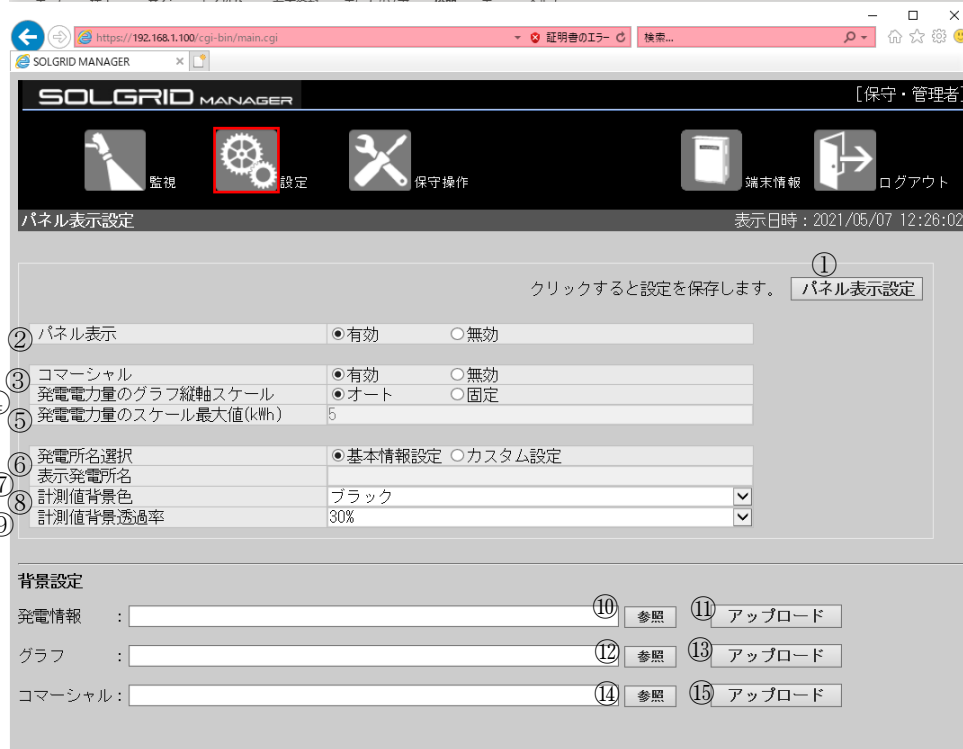 https://192.168.1.100/cgi-bin/main.cgi 証明書のエラー 検索...
SOLGRID MANAGER
SOLGRID MANAGER [保守・管理者]
監視 設定 保守操作 端末情報 ログアウト
パネル表示設定 表示日時：2021/05/07 12:26:02
①
クリックすると設定を保存します。 パネル表示設定
② パネル表示 有効 無効
③ コマーシャル 有効 無効
発電電力量のグラフ縦軸スケール オート 固定
⑤ 発電電力量のスケール最大値(kWh) 5
⑥ 発電所名選択 基本情報設定 カスタム設定
⑦ 表示発電所名
⑧ 計測値背景色 ブラック
⑨ 計測値背景透過率 30%
背景設定
発電情報 : ⑩ 参照 ⑪ アップロード
グラフ : ⑫ 参照 ⑬ アップロード
コマーシャル : ⑭ 参照 ⑮ アップロード